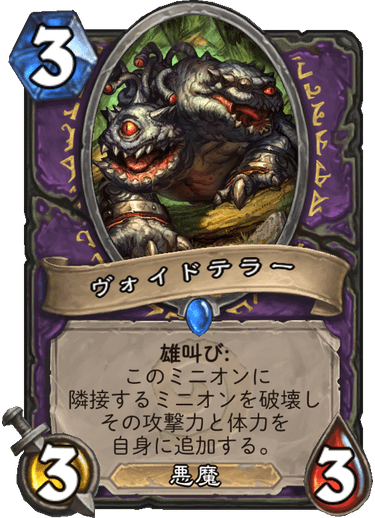 3
ヴォイドテラー
雄叫び:
このミニオンに
隣接するミニオンを破壊し
その攻撃力と体力を
自身に追加する。
3
悪魔
3